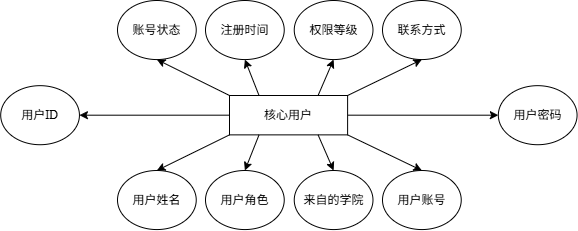 账号状态
注册时间
权限等级
联系方式
用户ID
核心用户
用户密码
用户姓名
用户角色
来自的学院
用户账号